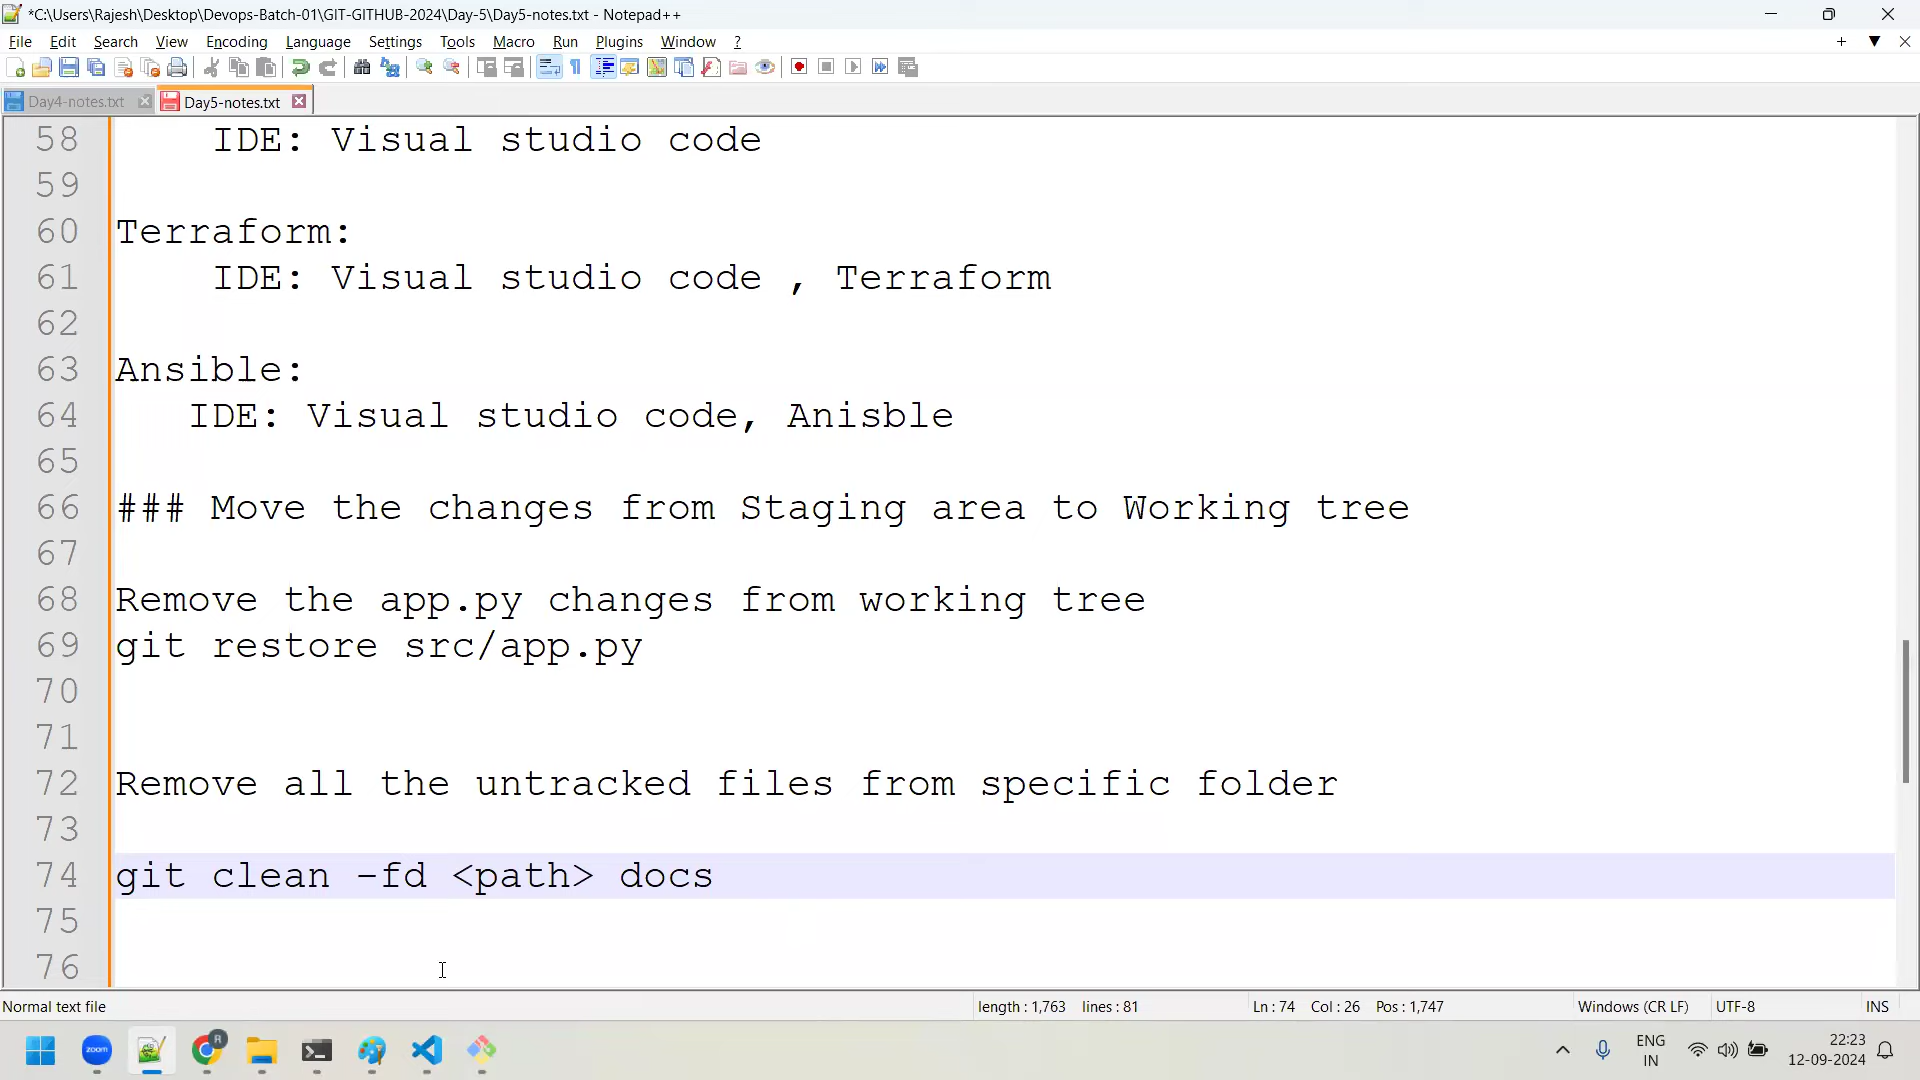 *C:\Users\Rajesh\Desktop\Devops-Batch-01\GIT-GITHUB-2024\Day-5\Day5-notes.txt - Notepad++
File Edit Search View Encoding Language Settings Tools Macro Run Plugins Window ?
Day4-notes.txt Day5-notes.txt
58 IDE: Visual studio code
59
60 Terraform:
61 IDE: Visual studio code , Terraform
62
63 Ansible:
64 IDE: Visual studio code, Anisble
65
66 ### Move the changes from Staging area to Working tree
67
68 Remove the app.py changes from working tree
69 git restore src/app.py
70
71
72 Remove all the untracked files from specific folder
73
74 git clean -fd <path> docs
75
76
Normal text file length : 1,763 lines : 81 Ln : 74 Col : 26 Pos : 1,747 Windows (CR LF) UTF-8 INS
zoom R ENG 22:23
IN 12-09-2024